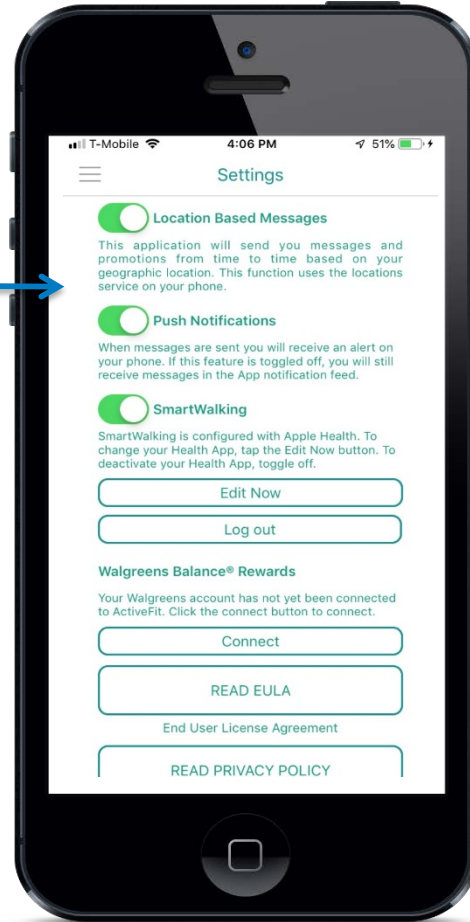 T-Mobile 4:06 PM 51%
Settings
Location Based Messages
This application will send you messages and
promotions from time to time based on your
geographic location. This function uses the locations
service on your phone.
Push Notifications
When messages are sent you will receive an alert on
your phone. If this feature is toggled off, you will still
receive messages in the App notification feed.
SmartWalking
SmartWalking is configured with Apple Health. To
change your Health App, tap the Edit Now button. To
deactivate your Health App, toggle off.
Edit Now
Log out
Walgreens Balance® Rewards
Your Walgreens account has not yet been connected
to ActiveFit. Click the connect button to connect.
Connect
READ EULA
End User License Agreement
READ PRIVACY POLICY